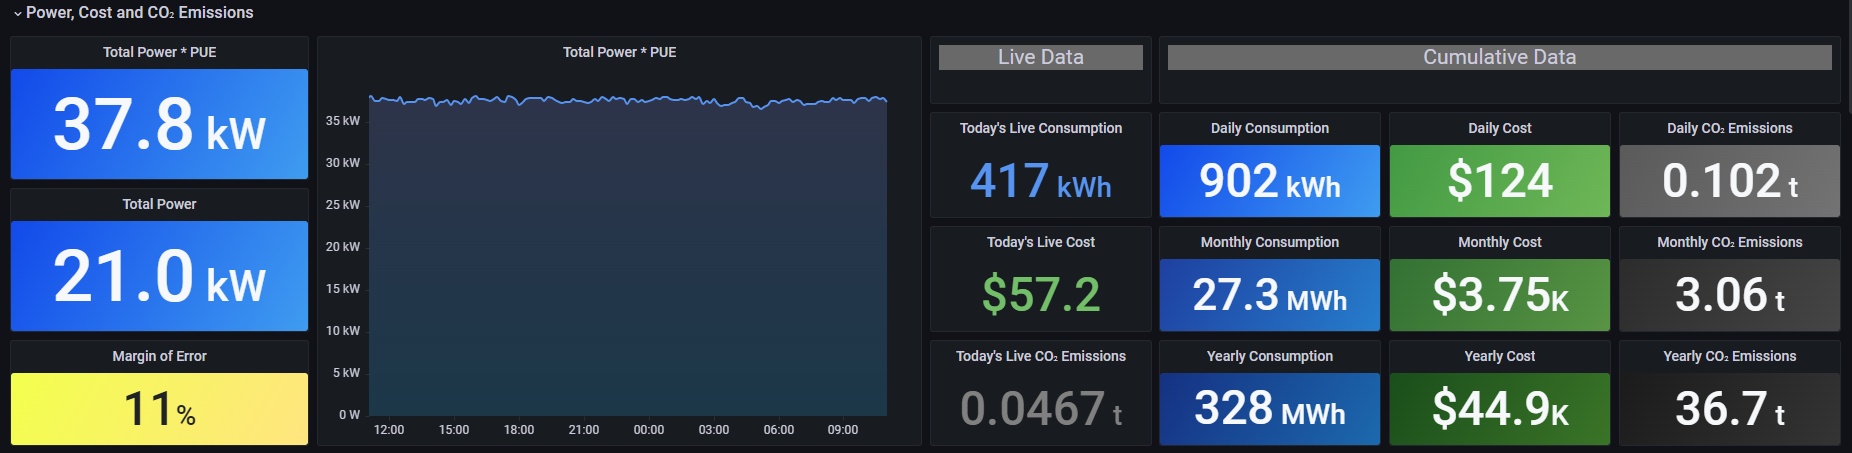 Power, Cost and CO₂ Emissions
Total Power * PUE
37.8 kW
Total Power
21.0 kW
Margin of Error
11%
Total Power * PUE
35 kW
30 kW
25 kW
20 kW
15 kW
10 kW
5 kW
0 W
12:00 15:00 18:00 21:00 00:00 03:00 06:00 09:00
Live Data
Today's Live Consumption
417 kWh
Today's Live Cost
$57.2
Today's Live CO₂ Emissions
0.0467 t
Cumulative Data
Daily Consumption
902 kWh
Daily Cost
$124
Daily CO₂ Emissions
0.102 t
Monthly Consumption
27.3 MWh
Monthly Cost
$3.75K
Monthly CO₂ Emissions
3.06 t
Yearly Consumption
328 MWh
Yearly Cost
$44.9K
Yearly CO₂ Emissions
36.7 t